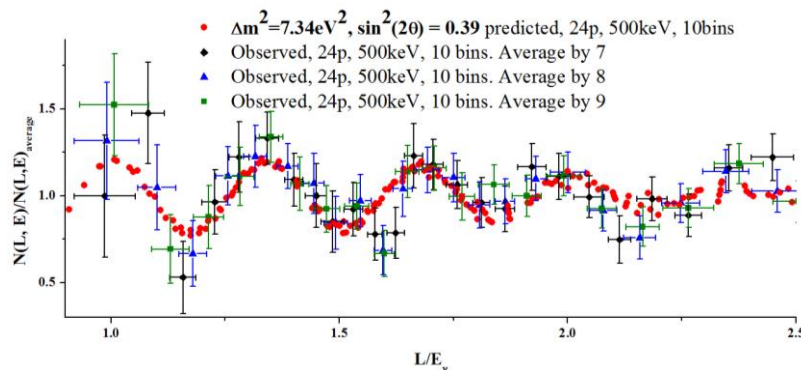 Δm²=7.34eV², sin²(2θ) = 0.39 predicted, 24p, 500keV, 10bins
Observed, 24p, 500keV, 10 bins. Average by 7
Observed, 24p, 500keV, 10 bins. Average by 8
Observed, 24p, 500keV, 10 bins. Average by 9
N(L, E)/N(L,E)average
1.5
1.0
0.5
1.0
1.5
2.0
2.5
L/Eν